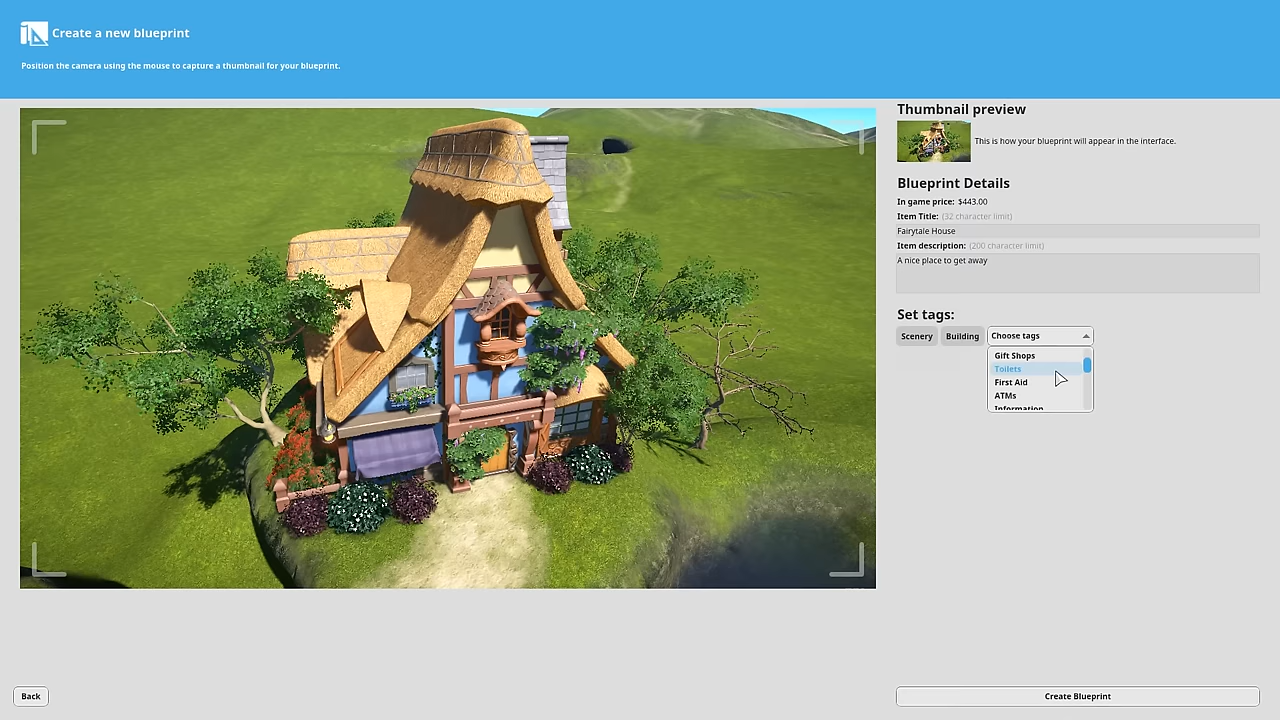 Create a new blueprint
Position the camera using the mouse to capture a thumbnail for your blueprint.
Thumbnail preview
This is how your blueprint will appear in the interface.
Blueprint Details
In game price: $443.00
Item Title: (32 character limit)
Fairytale House
Item description: (200 character limit)
A nice place to get away
Set tags:
Scenery Building Choose tags
Gift Shops
Toilets
First Aid
ATMs
Information
Back
Create Blueprint